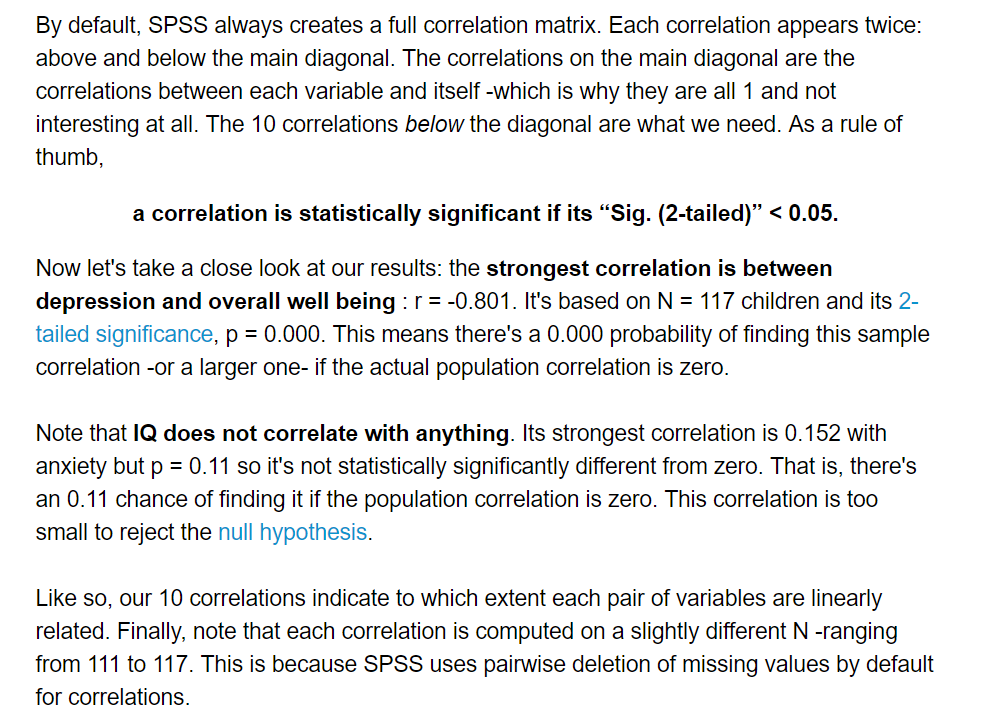 By default, SPSS always creates a full correlation matrix. Each correlation appears twice:
above and below the main diagonal. The correlations on the main diagonal are the
correlations between each variable and itself -which is why they are all 1 and not
interesting at all. The 10 correlations below the diagonal are what we need. As a rule of
thumb,
a correlation is statistically significant if its “Sig. (2-tailed)” < 0.05.
Now let's take a close look at our results: the strongest correlation is between
depression and overall well being : r = -0.801. It's based on N = 117 children and its 2-
tailed significance, p = 0.000. This means there's a 0.000 probability of finding this sample
correlation -or a larger one- if the actual population correlation is zero.
Note that IQ does not correlate with anything. Its strongest correlation is 0.152 with
anxiety but p = 0.11 so it's not statistically significantly different from zero. That is, there's
an 0.11 chance of finding it if the population correlation is zero. This correlation is too
small to reject the null hypothesis.
Like so, our 10 correlations indicate to which extent each pair of variables are linearly
related. Finally, note that each correlation is computed on a slightly different N -ranging
from 111 to 117. This is because SPSS uses pairwise deletion of missing values by default
for correlations.